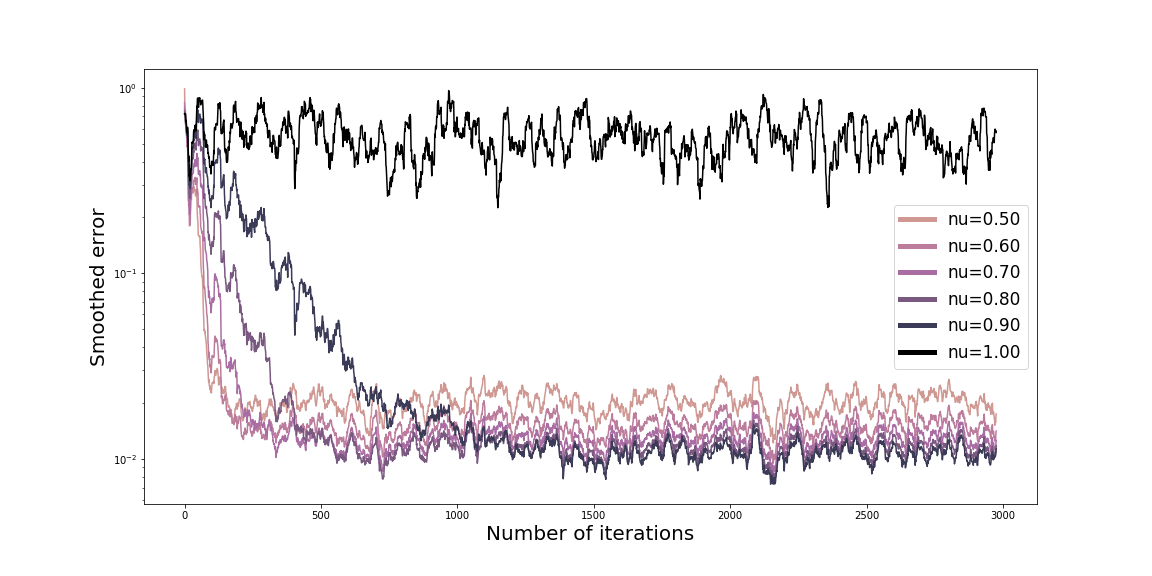 Smoothed error
10⁰
10⁻¹
10⁻²
nu=0.50
nu=0.60
nu=0.70
nu=0.80
nu=0.90
nu=1.00
0 500 1000 1500 2000 2500 3000
Number of iterations